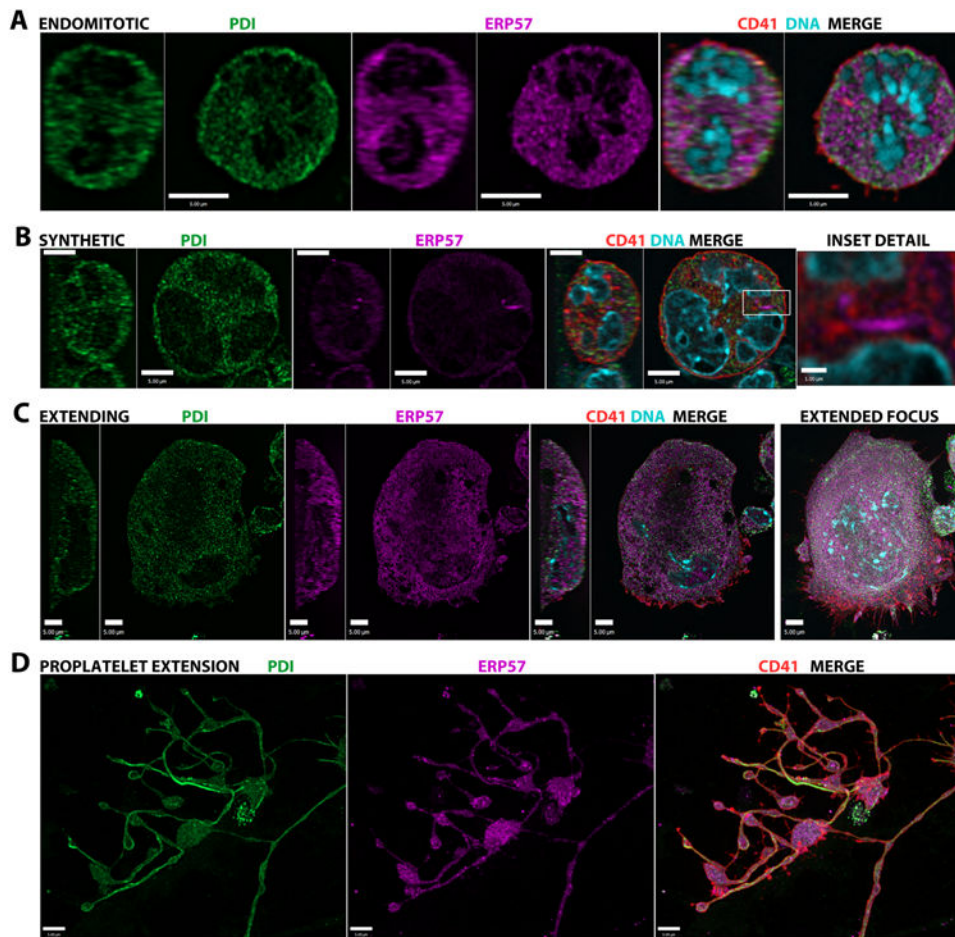 A ENDOMITOTIC PDI ERP57 CD41 DNA MERGE
5.00 µm 5.00 µm 5.00 µm
B SYNTHETIC PDI ERP57 CD41 DNA MERGE INSET DETAIL
5.00 µm 5.00 µm 5.00 µm 1.00 µm
C EXTENDING PDI ERP57 CD41 DNA MERGE EXTENDED FOCUS
5.00 µm 5.00 µm 5.00 µm 5.00 µm 5.00 µm 5.00 µm 5.00 µm
D PROPLATELET EXTENSION PDI ERP57 CD41 MERGE